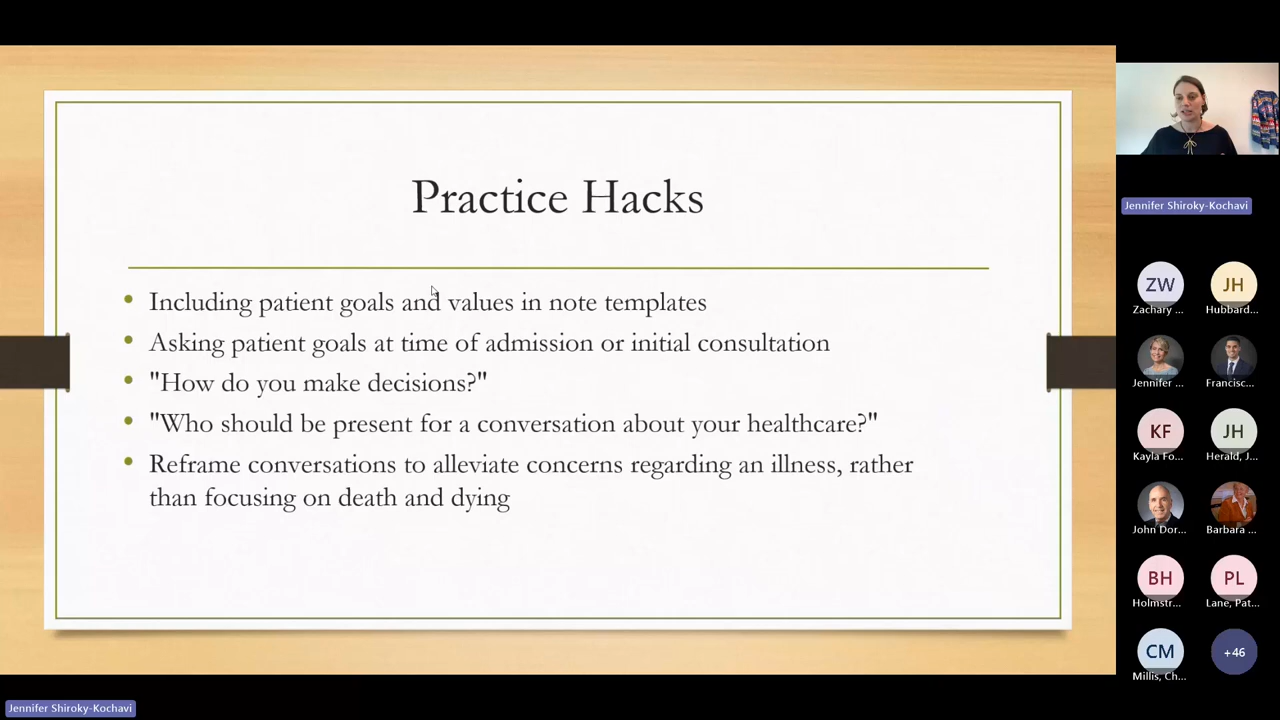 Practice Hacks
Including patient goals and values in note templates
Asking patient goals at time of admission or initial consultation
"How do you make decisions?"
"Who should be present for a conversation about your healthcare?"
Reframe conversations to alleviate concerns regarding an illness, rather
than focusing on death and dying
Jennifer Shiroky-Kochavi
ZW
JH
Zachary ...
Hubbard...
Jennifer ...
Francisc...
KF
JH
Kayla Fo...
Herald, J...
John Dor...
Barbara ...
BH
PL
Holmstr...
Lane, Pat...
CM
+46
Millis, Ch...
Jennifer Shiroky-Kochavi